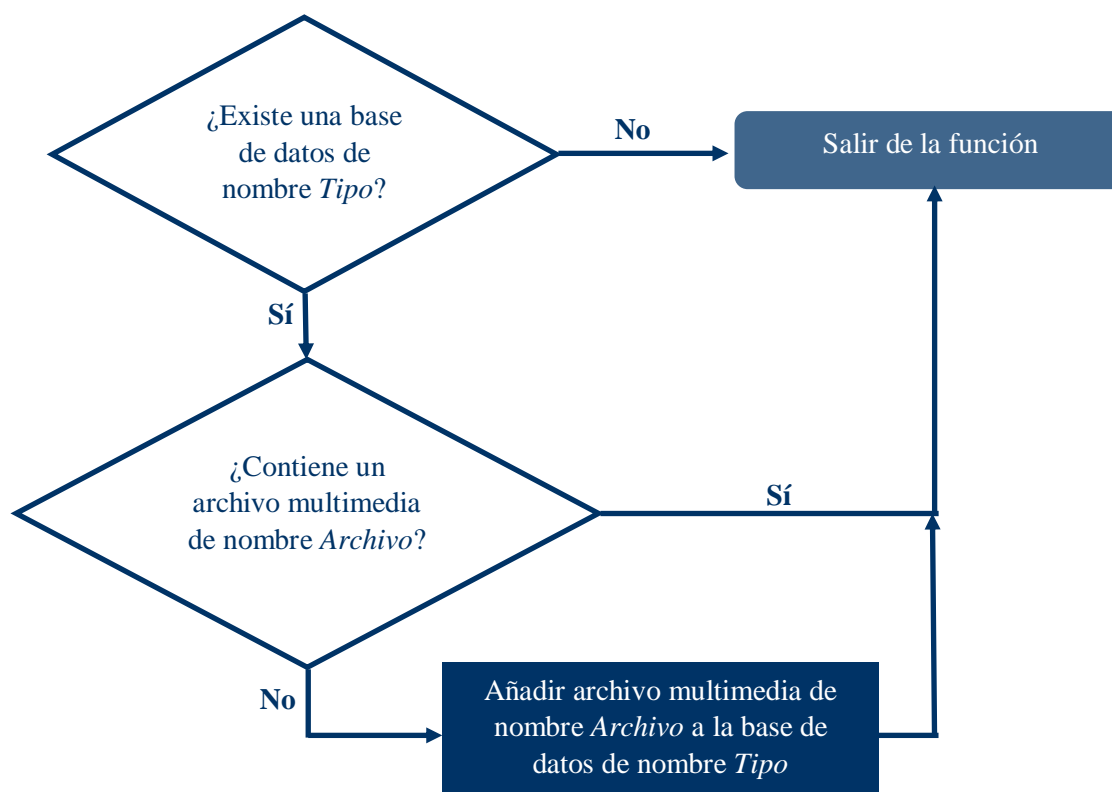 ¿Existe una base
de datos de
nombre Tipo?
No
Salir de la función
Sí
¿Contiene un
archivo multimedia
de nombre Archivo?
Sí
No
Añadir archivo multimedia de
nombre Archivo a la base de
datos de nombre Tipo